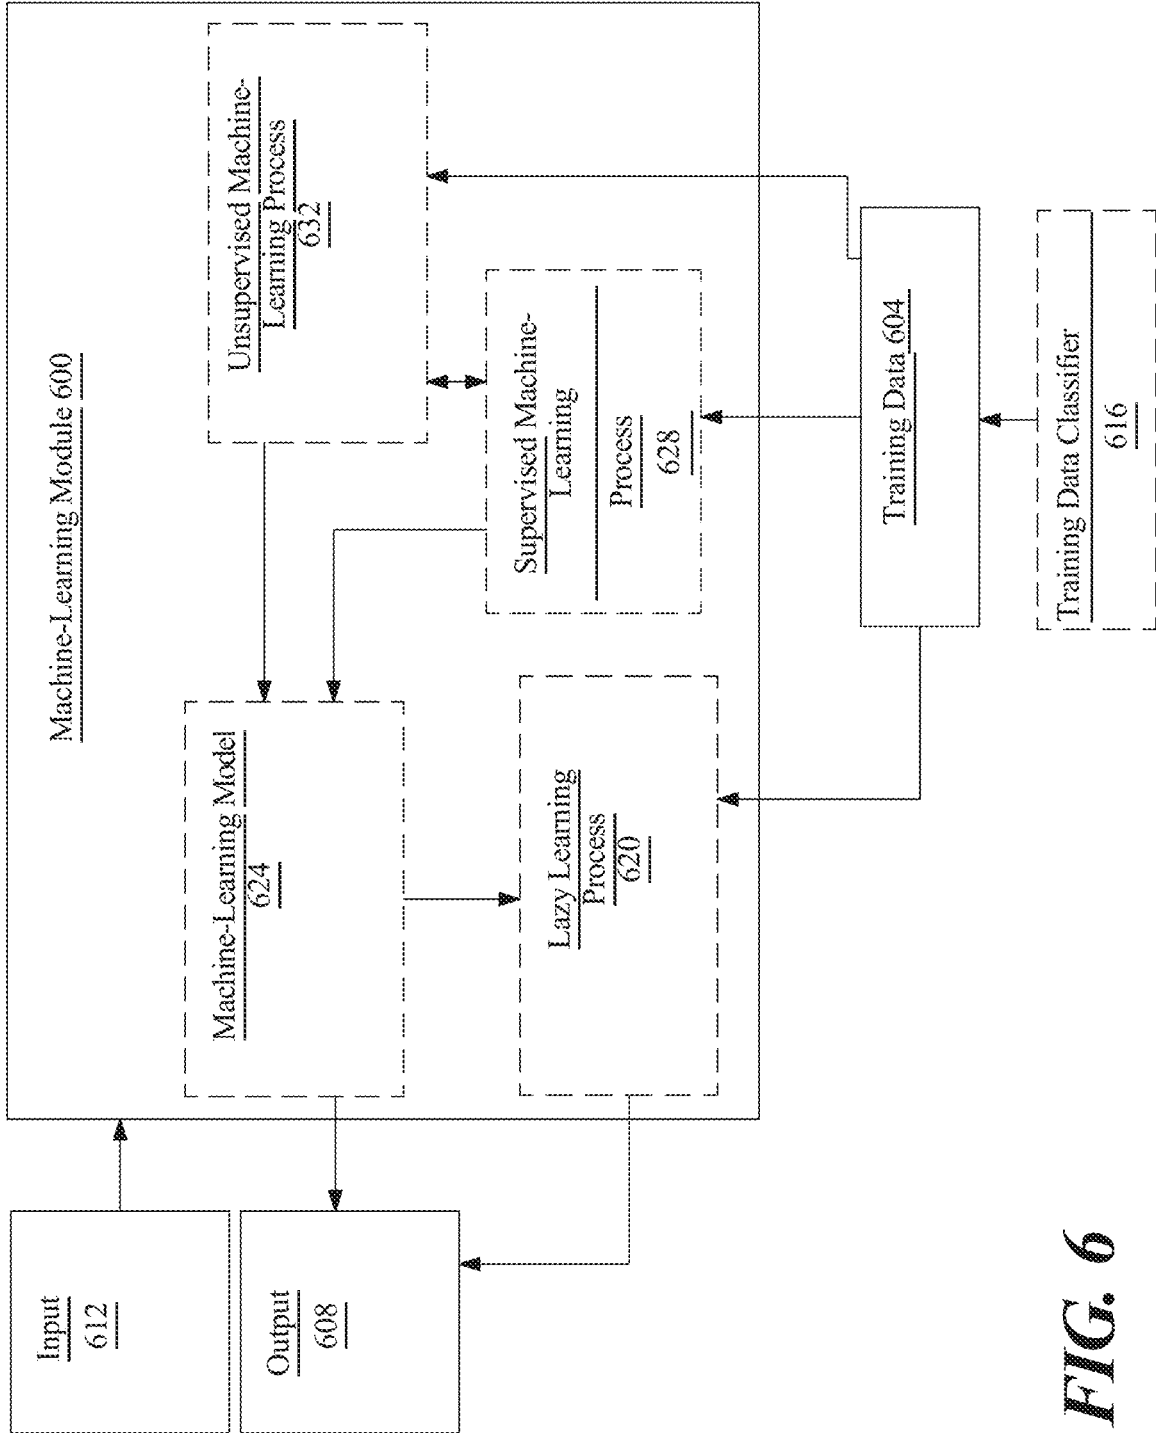 Machine-Learning Module 600
Input
612
Output
608
Machine-Learning Model
624
Unsupervised Machine-
Learning Process
632
Lazy Learning
Process
620
Supervised Machine-
Learning
Process
628
Training Data 604
Training Data Classifier
616
FIG. 6